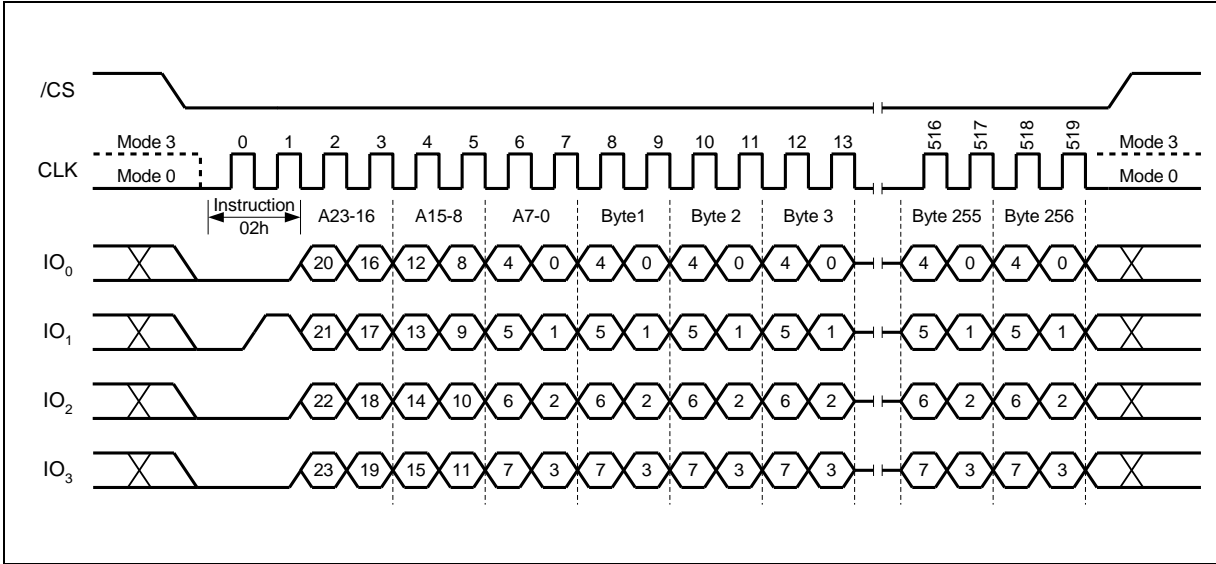 /CS
Mode 3 0 1 2 3 4 5 6 7 8 9 10 11 12 13 516 517 518 519 Mode 3
CLK Mode 0 Mode 0
Instruction
02h
A23-16 A15-8 A7-0 Byte1 Byte 2 Byte 3 Byte 255 Byte 256
IO0 20 16 12 8 4 0 4 0 4 0 4 0 4 0 4 0
IO1 21 17 13 9 5 1 5 1 5 1 5 1 5 1 5 1
IO2 22 18 14 10 6 2 6 2 6 2 6 2 6 2 6 2
IO3 23 19 15 11 7 3 7 3 7 3 7 3 7 3 7 3